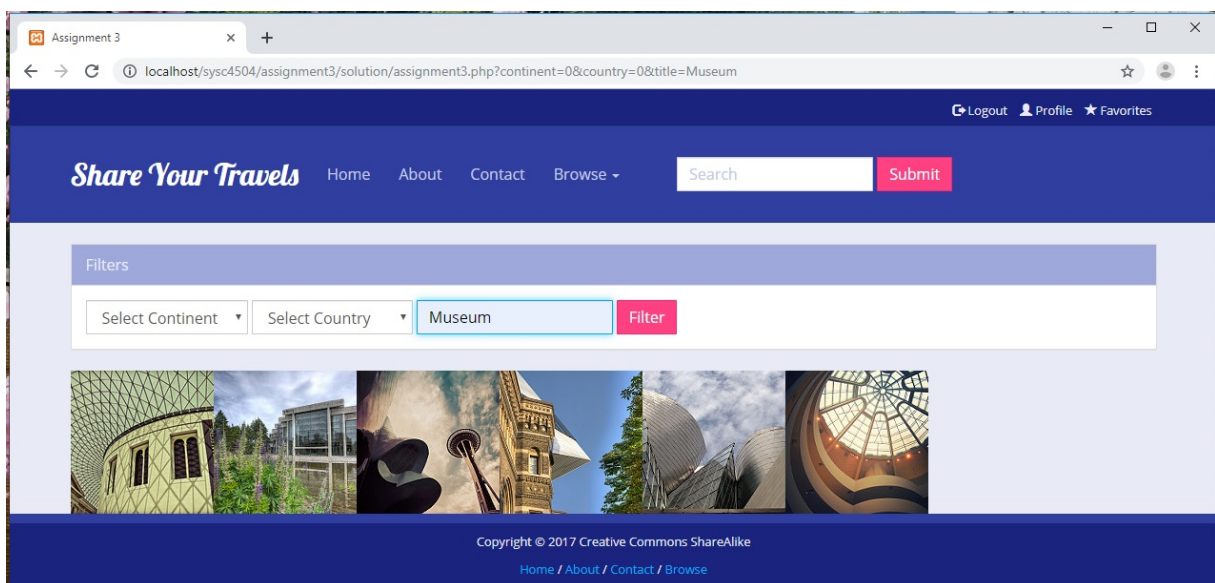 Assignment 3
localhost/sysc4504/assignment3/solution/assignment3.php?continent=0&country=0&title=Museum
Logout Profile Favorites
Share Your Travels Home About Contact Browse Search Submit
Filters
Select Continent Select Country Museum Filter
Copyright © 2017 Creative Commons ShareAlike
Home / About / Contact / Browse